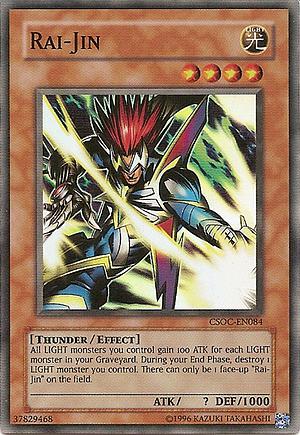 RAI-JIN
LIGHT
光
CSOC-EN084
[THUNDER/EFFECT]
All LIGHT monsters you control gain 100 ATK for each LIGHT
monster in your Graveyard. During your End Phase, destroy 1
LIGHT monster you control. There can only be 1 face-up "Rai-
Jin" on the field.
ATK/ ? DEF/1000
37829468
©1996 KAZUKI TAKAHASHI